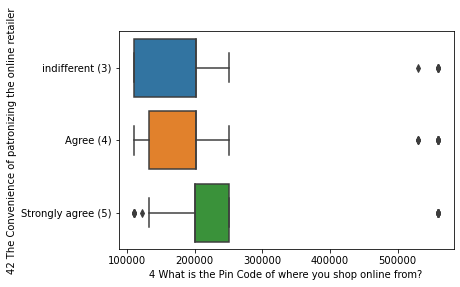 42 The Convenience of patronizing the online retailer
indifferent (3)
Agree (4)
Strongly agree (5)
100000 200000 300000 400000 500000
4 What is the Pin Code of where you shop online from?